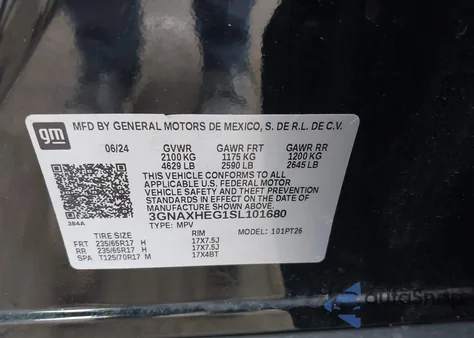 gm
MFD BY GENERAL MOTORS DE MEXICO, S. DE R.L. DE C.V.
06/24 GVWR GAWR FRT GAWR RR
2100 KG 1175 KG 1200 KG
4629 LB 2590 LB 2645 LB
THIS VEHICLE CONFORMS TO ALL
APPLICABLE U.S. FEDERAL MOTOR
VEHICLE SAFETY AND THEFT PREVENTION
STANDARDS IN EFFECT ON THE DATE OF
MANUFACTURE SHOWN ABOVE.
3GNAXHEG1SL101680
TYPE: MPV MODEL: 101PT26
384A
TIRE SIZE RIM
FRT 235/65R17 H 17X7.5J
RR 235/65R17 H 17X7.5J
SPA T125/70R17 M 17X4BT
autoSnap